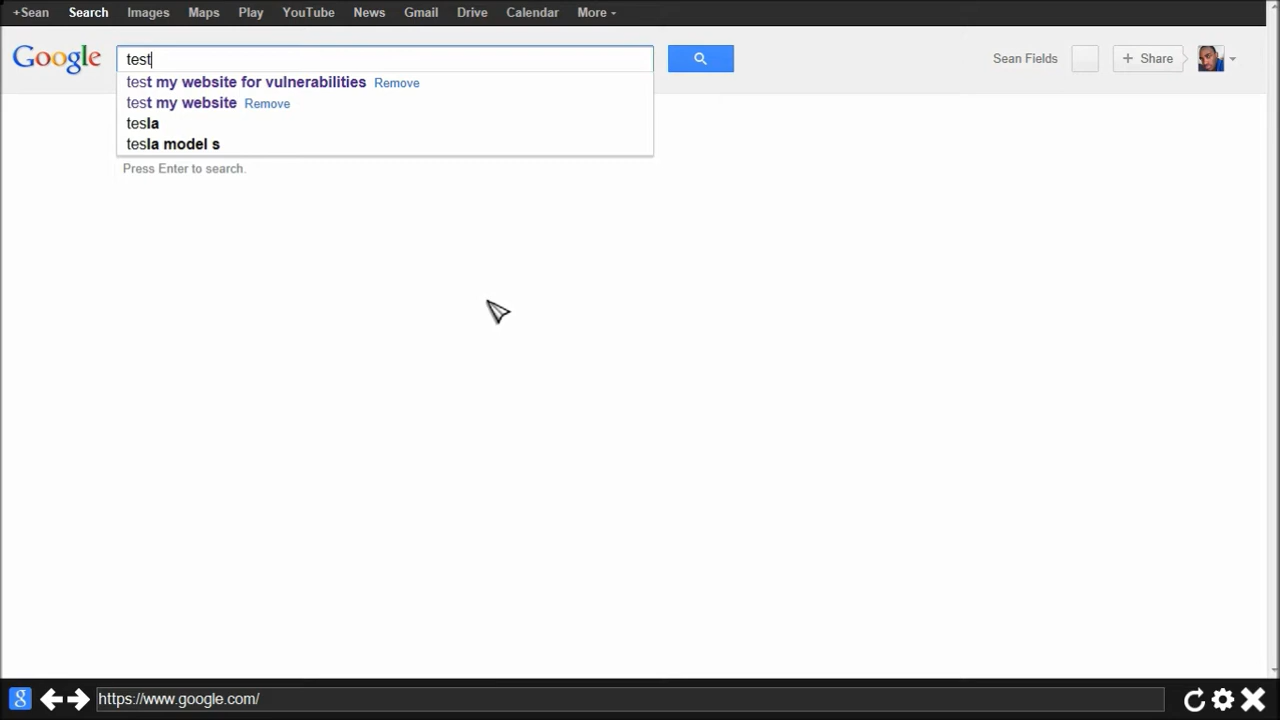 +Sean Search Images Maps Play YouTube News Gmail Drive Calendar More
Google test Sean Fields + Share
test my website for vulnerabilities Remove
test my website Remove
tesla
tesla model s
Press Enter to search.
g https://www.google.com/